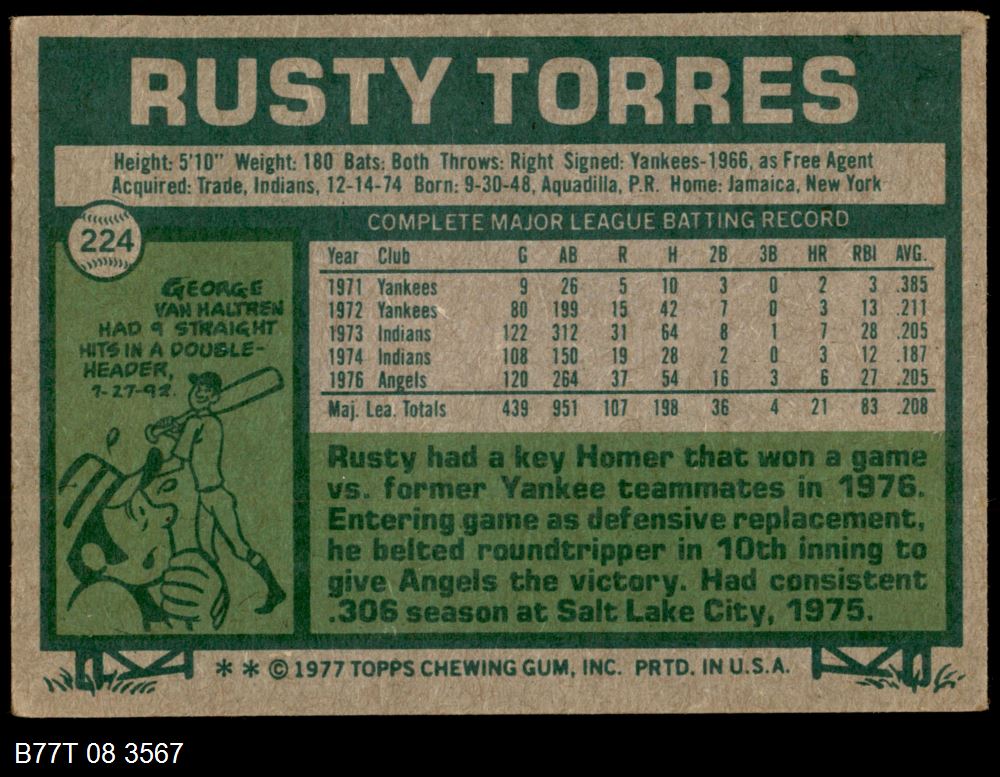 RUSTY TORRES
Height: 5'10" Weight: 180 Bats: Both Throws: Right Signed: Yankees-1966, as Free Agent
Acquired: Trade, Indians, 12-14-74 Born: 9-30-48, Aquadilla, P.R. Home: Jamaica, New York
224
COMPLETE MAJOR LEAGUE BATTING RECORD
Year Club G AB R H 2B 3B HR RBI AVG.
1971 Yankees 9 26 5 10 3 0 2 3 .385
1972 Yankees 80 199 15 42 7 0 3 13 .211
1973 Indians 122 312 31 64 8 1 7 28 .205
1974 Indians 108 150 19 28 2 0 3 12 .187
1976 Angels 120 264 37 54 16 3 6 27 .205
Maj. Lea. Totals 439 951 107 198 36 4 21 83 .208
GEORGE
VAN HALTREN
HAD 9 STRAIGHT
HITS IN A DOUBLE-
HEADER,
7-27-92.
Rusty had a key Homer that won a game
vs. former Yankee teammates in 1976.
Entering game as defensive replacement,
he belted roundtripper in 10th inning to
give Angels the victory. Had consistent
.306 season at Salt Lake City, 1975.
** © 1977 TOPPS CHEWING GUM, INC. PRTD. IN U.S.A.
B77T 08 3567